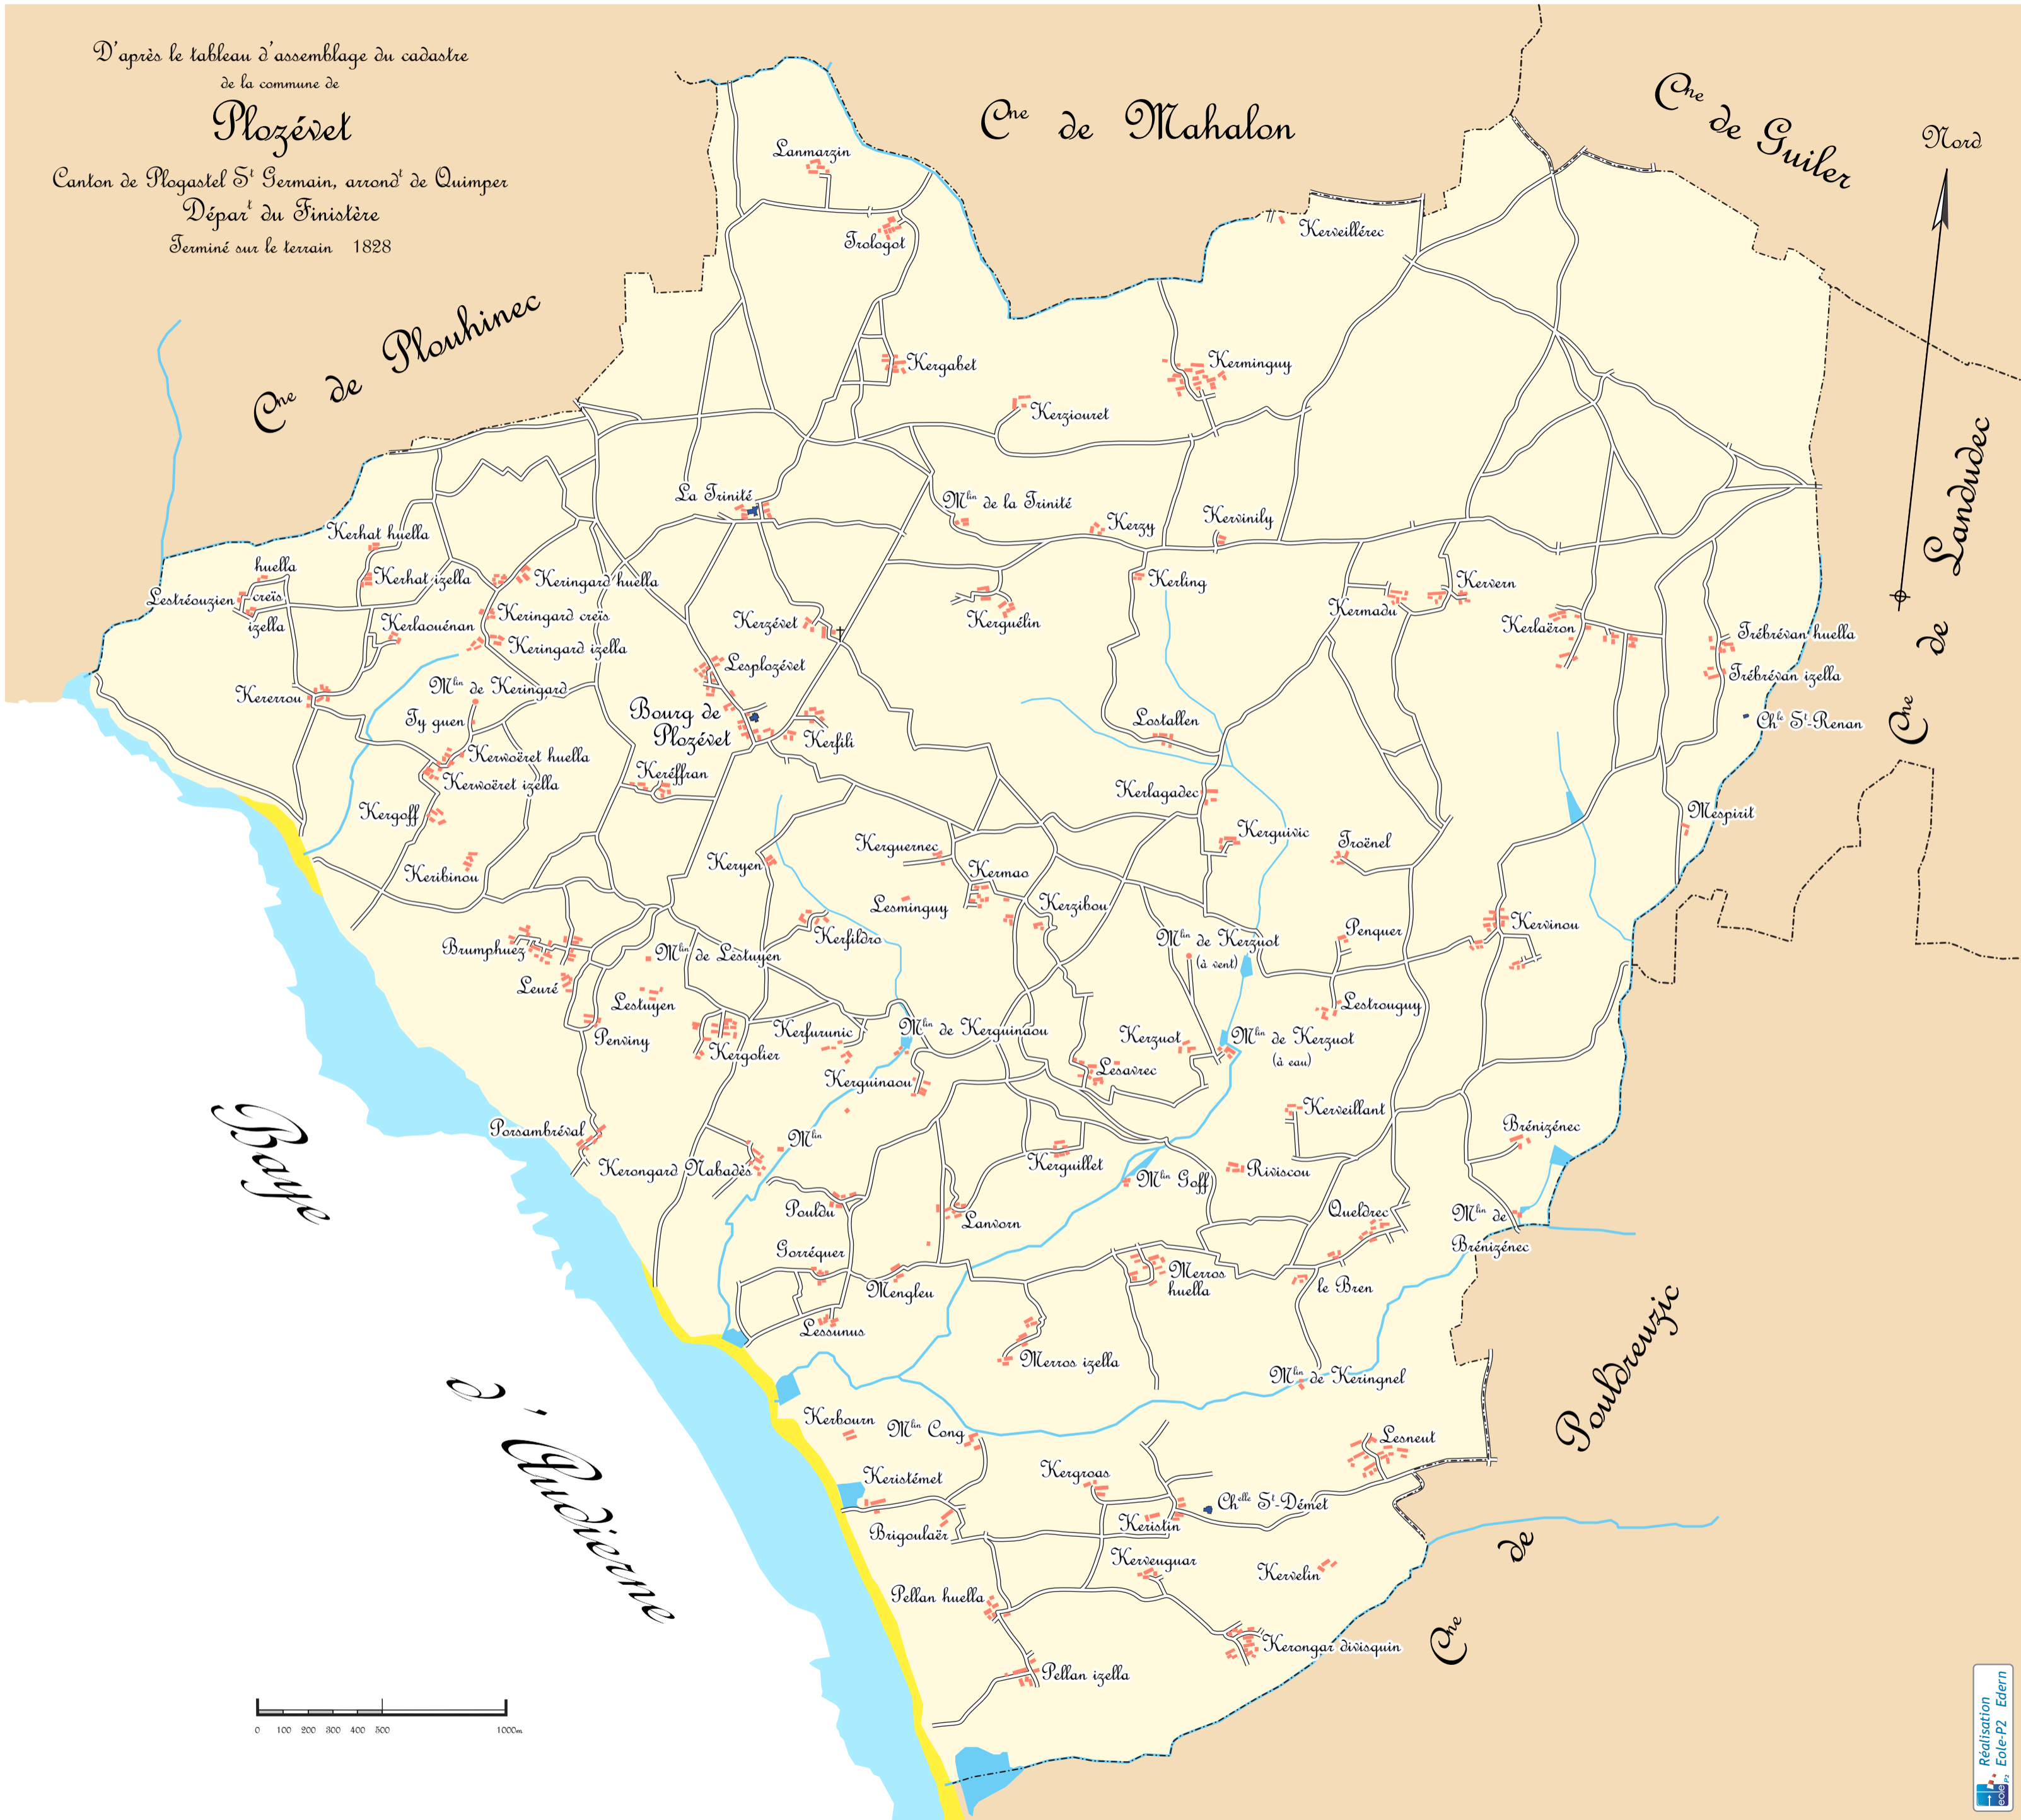 D'après le tableau d'assemblage du cadastre
de la commune de
Plozévet
Canton de Plogastel St Germain, arrondt de Quimper
Épart du Finistère
Terminé sur le terrain 1828
Cne de Mahalon
Cne de Guiler
Nord
Cne de Plouhinec
Cne de Landudec
Lanmarzin
Trologot
Kerveillérec
Kergabet
Kerminguy
Kerziouret
La Trinité
Mlin de la Trinité
Kerzy
Kervinily
Kerhat huella
huella
Kerhat izella
Keringard huella
Kerling
Kervern
Lestréouzien
creïs
Kermadu
izella
Kerlaouénan
Keringard creïs
Kerzévet
Kerguélin
Kerlaëron
Trébrévan huella
Keringard izella
Lesplozévet
Trébrévan izella
Kererrou
Mlin de Keringard
Ty guen
Bourg de
Plozévet
Kerfili
Lostallen
Chle St-Renan
Kerwoëret huella
Kerwoëret izella
Keréffran
Kerlagadec
Kergoff
Mespirit
Kerguivic
Troënel
Kerguernec
Keryen
Kermao
Keribinou
Lesminguy
Kerzibou
Kerfildro
Brumphuez
Mlin de Lestuyen
Mlin de Kerzuot
(à vent)
Penquer
Kervinou
Leuré
Lestuyen
Lestrouguy
Penviny
Kergolier
Kerfurunic
Mlin de Kerguinaou
Kerzuot
Mlin de Kerzuot
(à eau)
Kerguinaou
Lesavrec
Porsambréval
Kerveillant
Brénizénec
Mlin
Kerongard Nabadès
Kerguillet
Riviscou
Mlin Goff
Pouldu
Lanvorn
Queldrec
Mlin de
Brénizénec
Gorréquer
Mengleu
Merros
huella
le Bren
Lessunus
Merros izella
Mlin de Keringnel
Kerbourn
Mlin Cong
Lesneut
Keristémet
Kergroas
Chelle St-Démet
Brigoulaër
Keristin
Kerveuguar
Kervelin
Pellan huella
Kerongar divisquin
Pellan izella
Baye
d'Audierne
Cne de Pouldreuzic
0 100 200 300 400 500 1000m
Réalisation
Eole-P2 Edern
eole P2